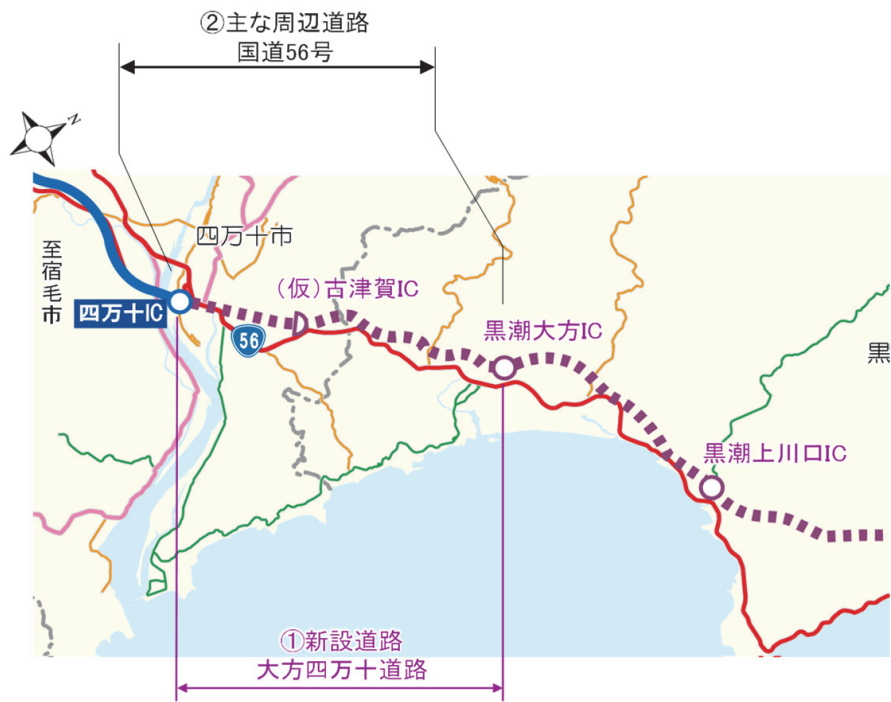 ②主な周辺道路
国道56号
N
四万十市
至宿毛市
(仮)古津賀IC
四万十IC
56
黒潮大方IC
黒
黒潮上川口IC
①新設道路
大方四万十道路